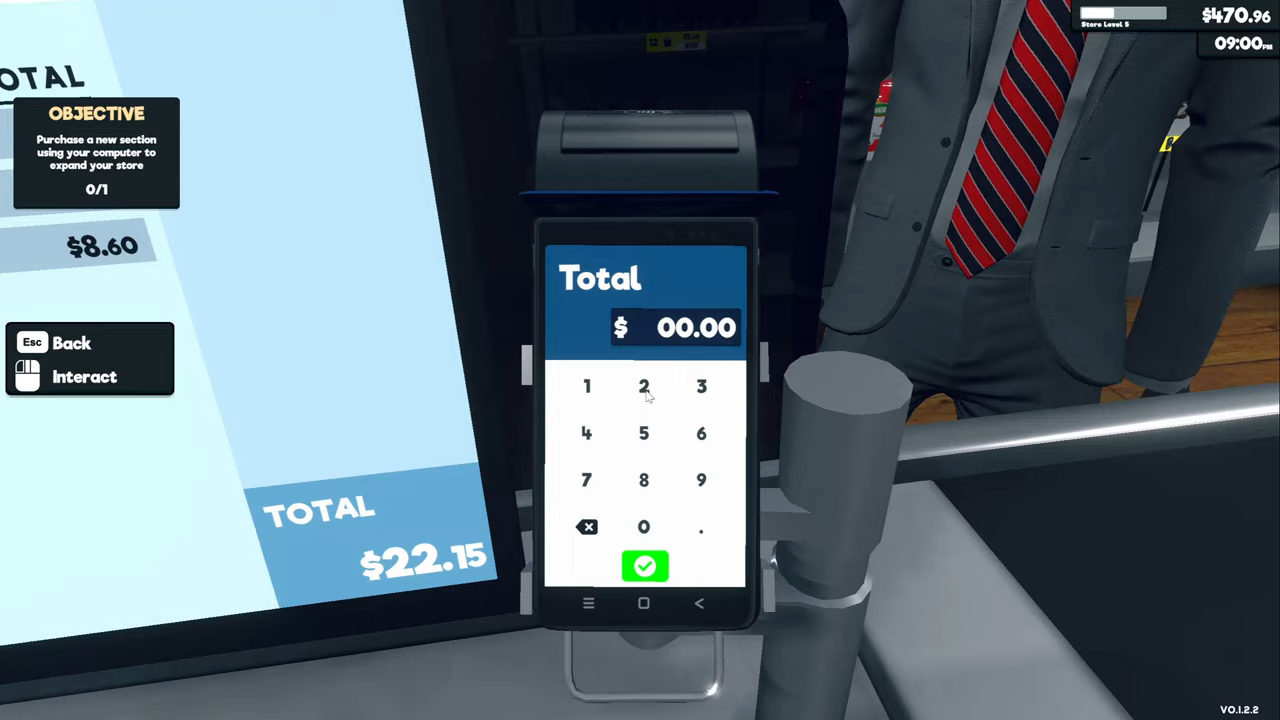 $470.96
Store Level 5
09:00PM
OTAL
OBJECTIVE
Purchase a new section
using your computer to
expand your store
0/1
$8.60
Esc Back
Interact
TOTAL
$22.15
Total
$ 00.00
1 2 3
4 5 6
7 8 9
0 .
12
V0.1.2.2